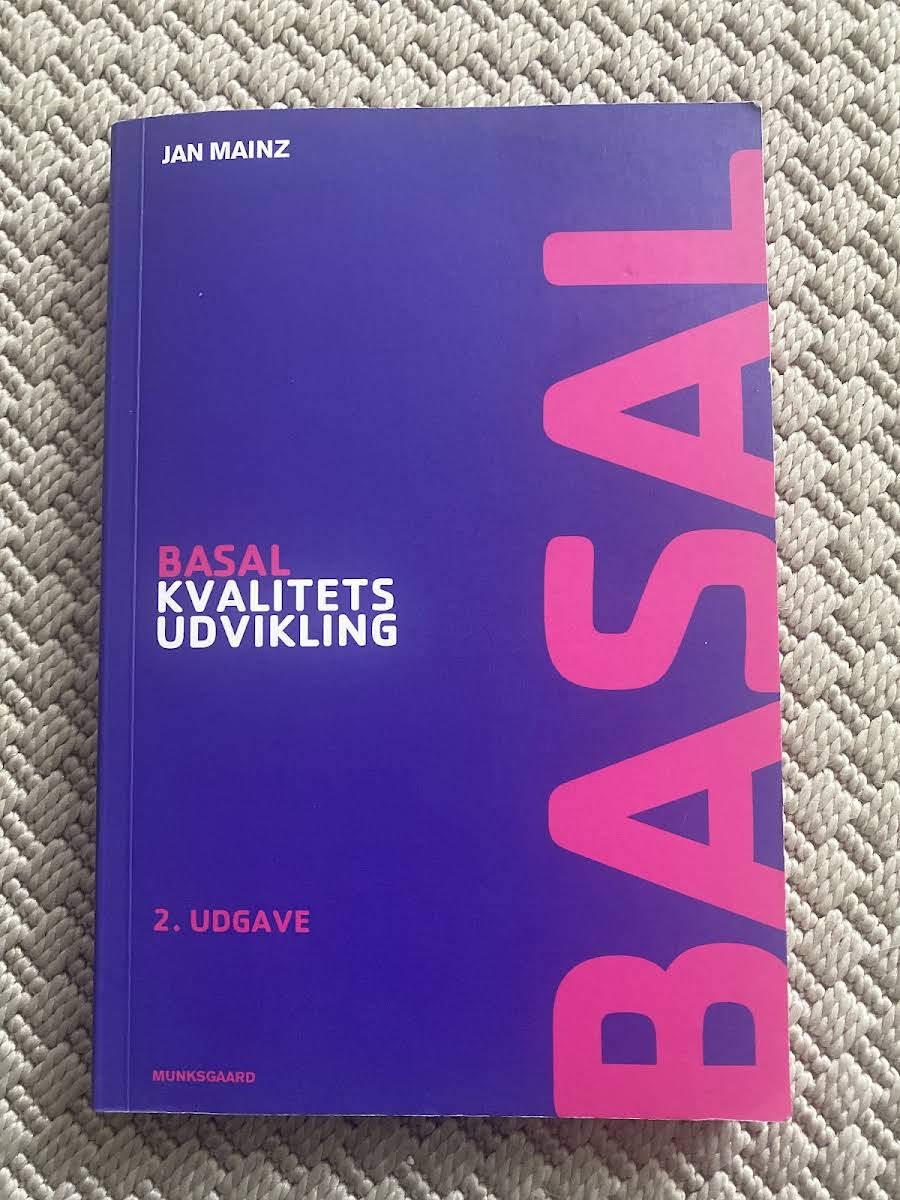 JAN MAINZ
BASAL
KVALITETS
UDVIKLING
2. UDGAVE
MUNKSGAARD
BASAL